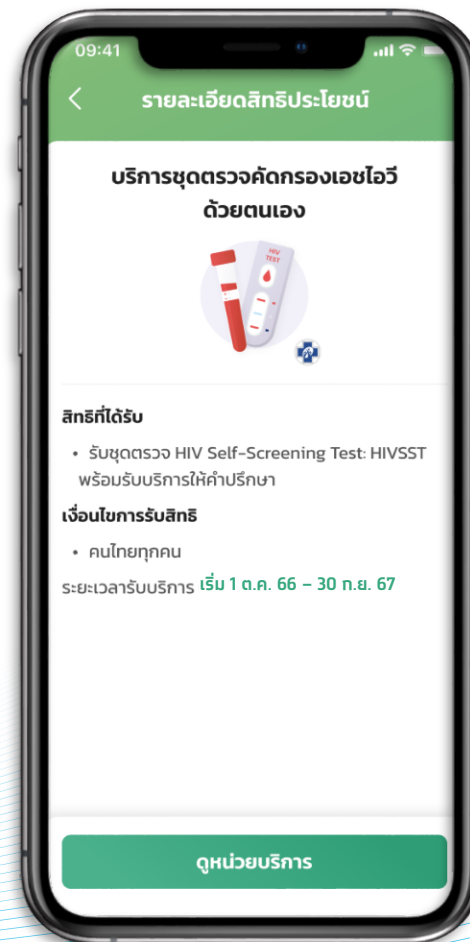 09:41
รายละเอียดสิทธิประโยชน์
บริการชุดตรวจคัดกรองเอชไอวี
ด้วยตนเอง
HIV
TEST
สิทธิที่ได้รับ
• รับชุดตรวจ HIV Self-Screening Test: HIVSST
พร้อมรับบริการให้คำปรึกษา
เงื่อนไขการรับสิทธิ
• คนไทยทุกคน
ระยะเวลารับบริการ เริ่ม 1 ต.ค. 66 – 30 ก.ย. 67
ดูหน่วยบริการ